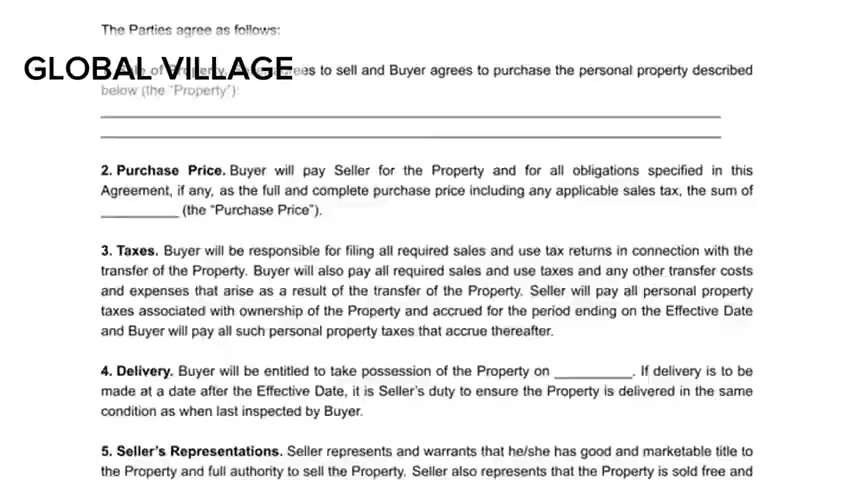 The Parties agree as follows:
GLOBAL VILLAGE
es to sell and Buyer agrees to purchase the personal property described
below (the “Property”):
2. Purchase Price. Buyer will pay Seller for the Property and for all obligations specified in this
Agreement, if any, as the full and complete purchase price including any applicable sales tax, the sum of
__________ (the “Purchase Price”).
3. Taxes. Buyer will be responsible for filing all required sales and use tax returns in connection with the
transfer of the Property. Buyer will also pay all required sales and use taxes and any other transfer costs
and expenses that arise as a result of the transfer of the Property. Seller will pay all personal property
taxes associated with ownership of the Property and accrued for the period ending on the Effective Date
and Buyer will pay all such personal property taxes that accrue thereafter.
4. Delivery. Buyer will be entitled to take possession of the Property on __________. If delivery is to be
made at a date after the Effective Date, it is Seller’s duty to ensure the Property is delivered in the same
condition as when last inspected by Buyer.
5. Seller’s Representations. Seller represents and warrants that he/she has good and marketable title to
the Property and full authority to sell the Property. Seller also represents that the Property is sold free and